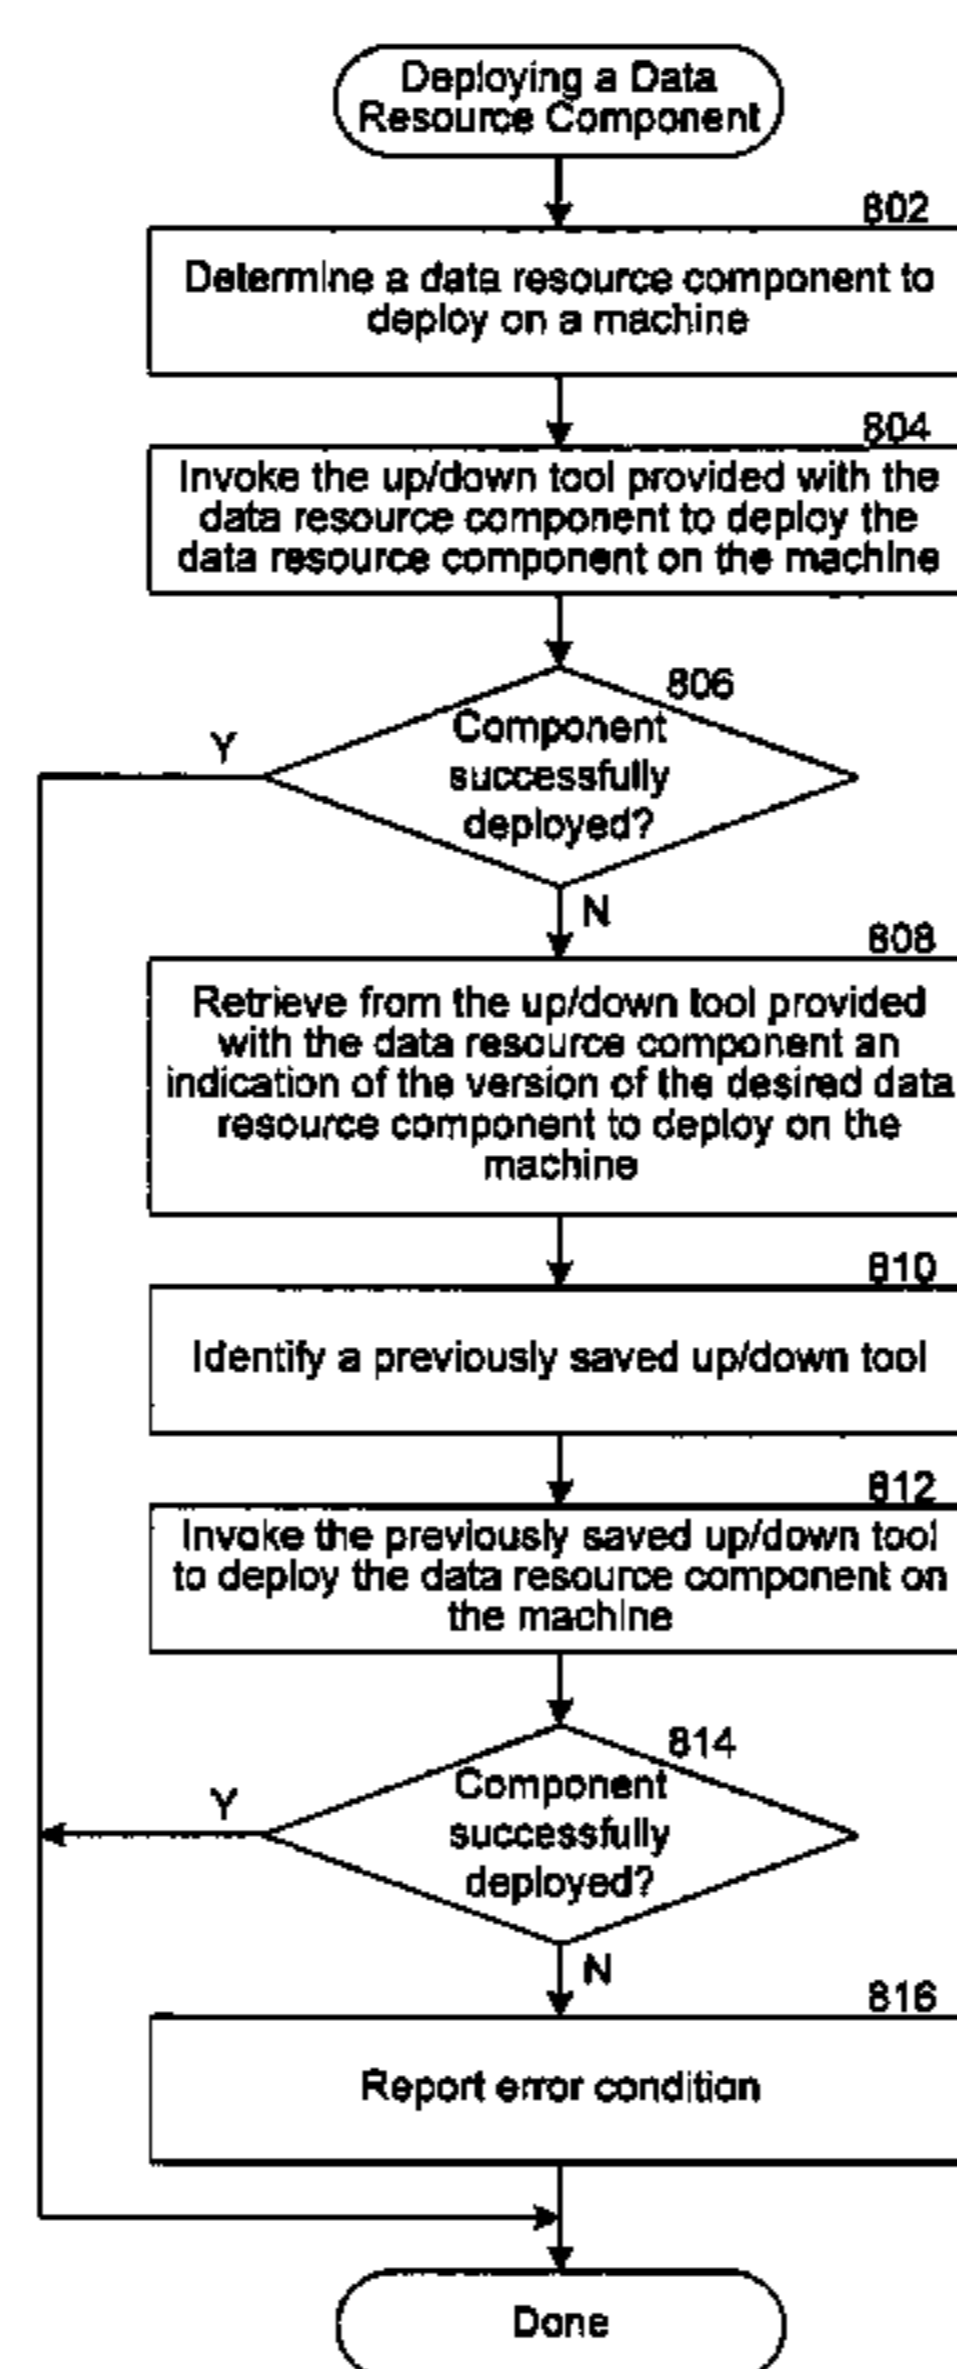 Deploying a Data
Resource Component
802
Determine a data resource component to
deploy on a machine
804
Invoke the up/down tool provided with the
data resource component to deploy the
data resource component on the machine
806
Component
successfully
deployed?
Y
N
808
Retrieve from the up/down tool provided
with the data resource component an
indication of the version of the desired data
resource component to deploy on the
machine
810
Identify a previously saved up/down tool
812
Invoke the previously saved up/down tool
to deploy the data resource component on
the machine
814
Component
successfully
deployed?
Y
N
816
Report error condition
Done